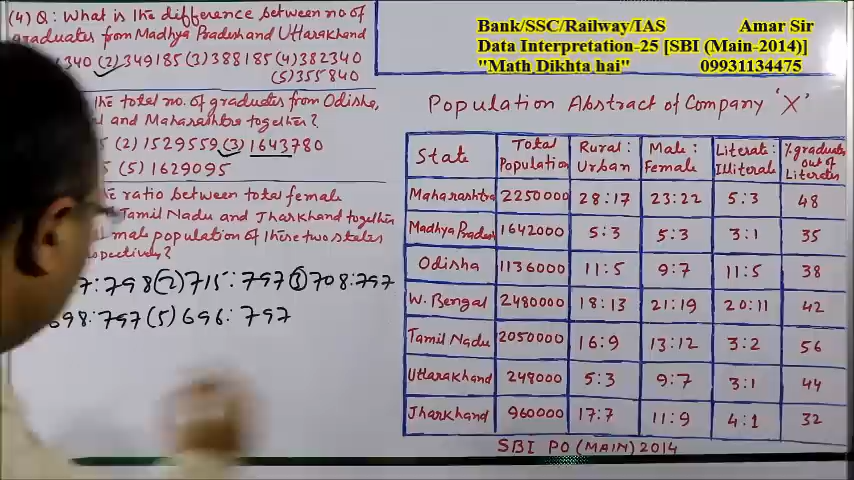 (4) Q: What is the difference between no of
graduates from Madhya Pradesh and Uttarakhand
340 (2) 349185 (3) 388185 (4) 382340
(5) 355840
the total no. of graduates from Odisha,
and Maharashtra together?
(2) 1529559 (3) 1643780
(5) 1629095
ratio between total female
Tamil Nadu and Jharkhand together
male population of these two states
7:798 (2) 715:797 (3) 708:797
698:797 (5) 696:797
Bank/SSC/Railway/IAS Amar Sir
Data Interpretation-25 [SBI (Main-2014)]
"Math Dikhta hai" 09931134475
Population Abstract of Company 'X'
State Total Population Rural: Urban Male: Female Literate: Illiterate % graduates out of Literates
Maharashtra 2250000 28:17 23:22 5:3 48
Madhya Pradesh 1642000 5:3 5:3 3:1 35
Odisha 1136000 11:5 9:7 11:5 38
W. Bengal 2480000 18:13 21:19 20:11 42
Tamil Nadu 2050000 16:9 13:12 3:2 56
Uttarakhand 248000 5:3 9:7 3:1 44
Jharkhand 960000 17:7 11:9 4:1 32
SBI PO (MAIN) 2014